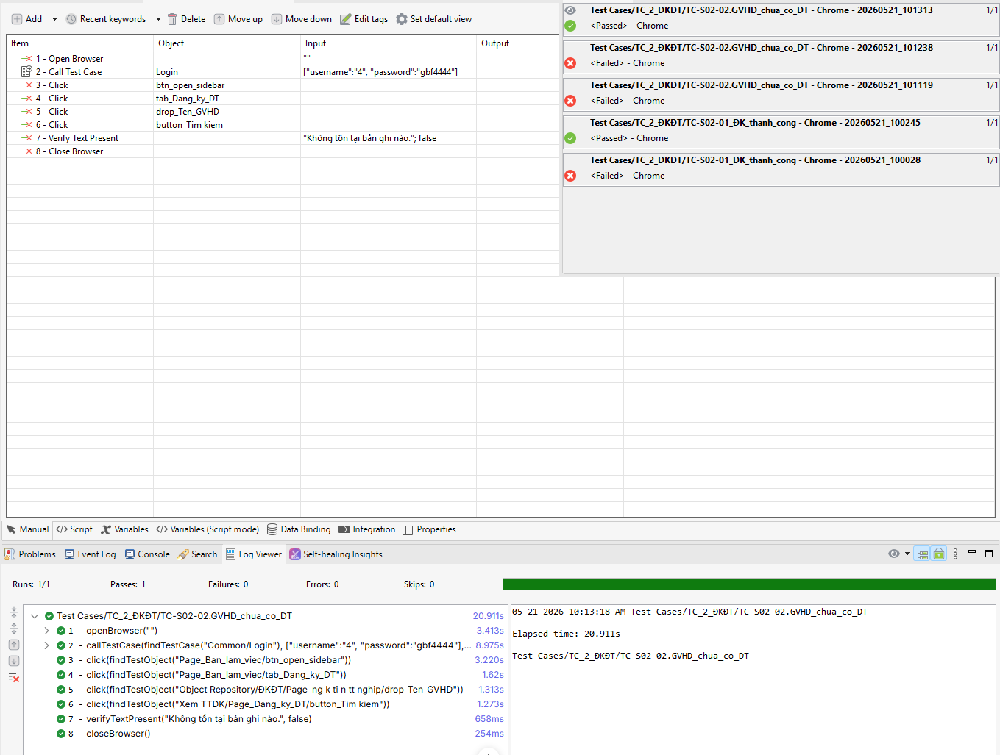 Add Recent keywords Delete Move up Move down Edit tags Set default view
Item Object Input Output
1 - Open Browser ""
2 - Call Test Case Login ["username":"4", "password":"gbf4444"]
3 - Click btn_open_sidebar
4 - Click tab_Dang_ky_DT
5 - Click drop_Ten_GVHD
6 - Click button_Tim kiem
7 - Verify Text Present "Không tồn tại bản ghi nào."; false
8 - Close Browser
Test Cases/TC_2_ĐKĐT/TC-S02-02.GVHD_chua_co_DT - Chrome - 20260521_101313 1/1
<Passed> - Chrome
Test Cases/TC_2_ĐKĐT/TC-S02-02.GVHD_chua_co_DT - Chrome - 20260521_101238 1/1
<Failed> - Chrome
Test Cases/TC_2_ĐKĐT/TC-S02-02.GVHD_chua_co_DT - Chrome - 20260521_101119 1/1
<Failed> - Chrome
Test Cases/TC_2_ĐKĐT/TC-S02-01_ĐK_thanh_cong - Chrome - 20260521_100245 1/1
<Passed> - Chrome
Test Cases/TC_2_ĐKĐT/TC-S02-01_ĐK_thanh_cong - Chrome - 20260521_100028 1/1
<Failed> - Chrome
Manual </> Script Variables </> Variables (Script mode) Data Binding Integration Properties
Problems Event Log Console Search Log Viewer Self-healing Insights
Runs: 1/1 Passes: 1 Failures: 0 Errors: 0 Skips: 0
Test Cases/TC_2_ĐKĐT/TC-S02-02.GVHD_chua_co_DT 20.911s
1 - openBrowser("") 3.413s
2 - callTestCase(findTestCase("Common/Login"), ["username":"4", "password":"gbf4444"],... 8.975s
3 - click(findTestObject("Page_Ban_lam_viec/btn_open_sidebar")) 3.220s
4 - click(findTestObject("Page_Ban_lam_viec/tab_Dang_ky_DT")) 1.62s
5 - click(findTestObject("Object Repository/ĐKĐT/Page_ng k ti n tt nghip/drop_Ten_GVHD")) 1.313s
6 - click(findTestObject("Xem TTDK/Page_Dang_ky_DT/button_Tim kiem")) 1.273s
7 - verifyTextPresent("Không tồn tại bản ghi nào.", false) 658ms
8 - closeBrowser() 254ms
05-21-2026 10:13:18 AM Test Cases/TC_2_ĐKĐT/TC-S02-02.GVHD_chua_co_DT
Elapsed time: 20.911s
Test Cases/TC_2_ĐKĐT/TC-S02-02.GVHD_chua_co_DT